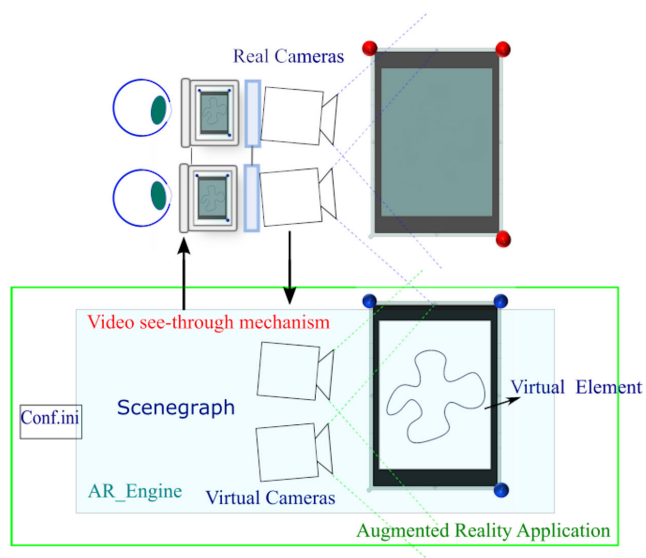 Real Cameras
Video see-through mechanism
Scenegraph
Virtual Element
Conf.ini
AR_Engine
Virtual Cameras
Augmented Reality Application